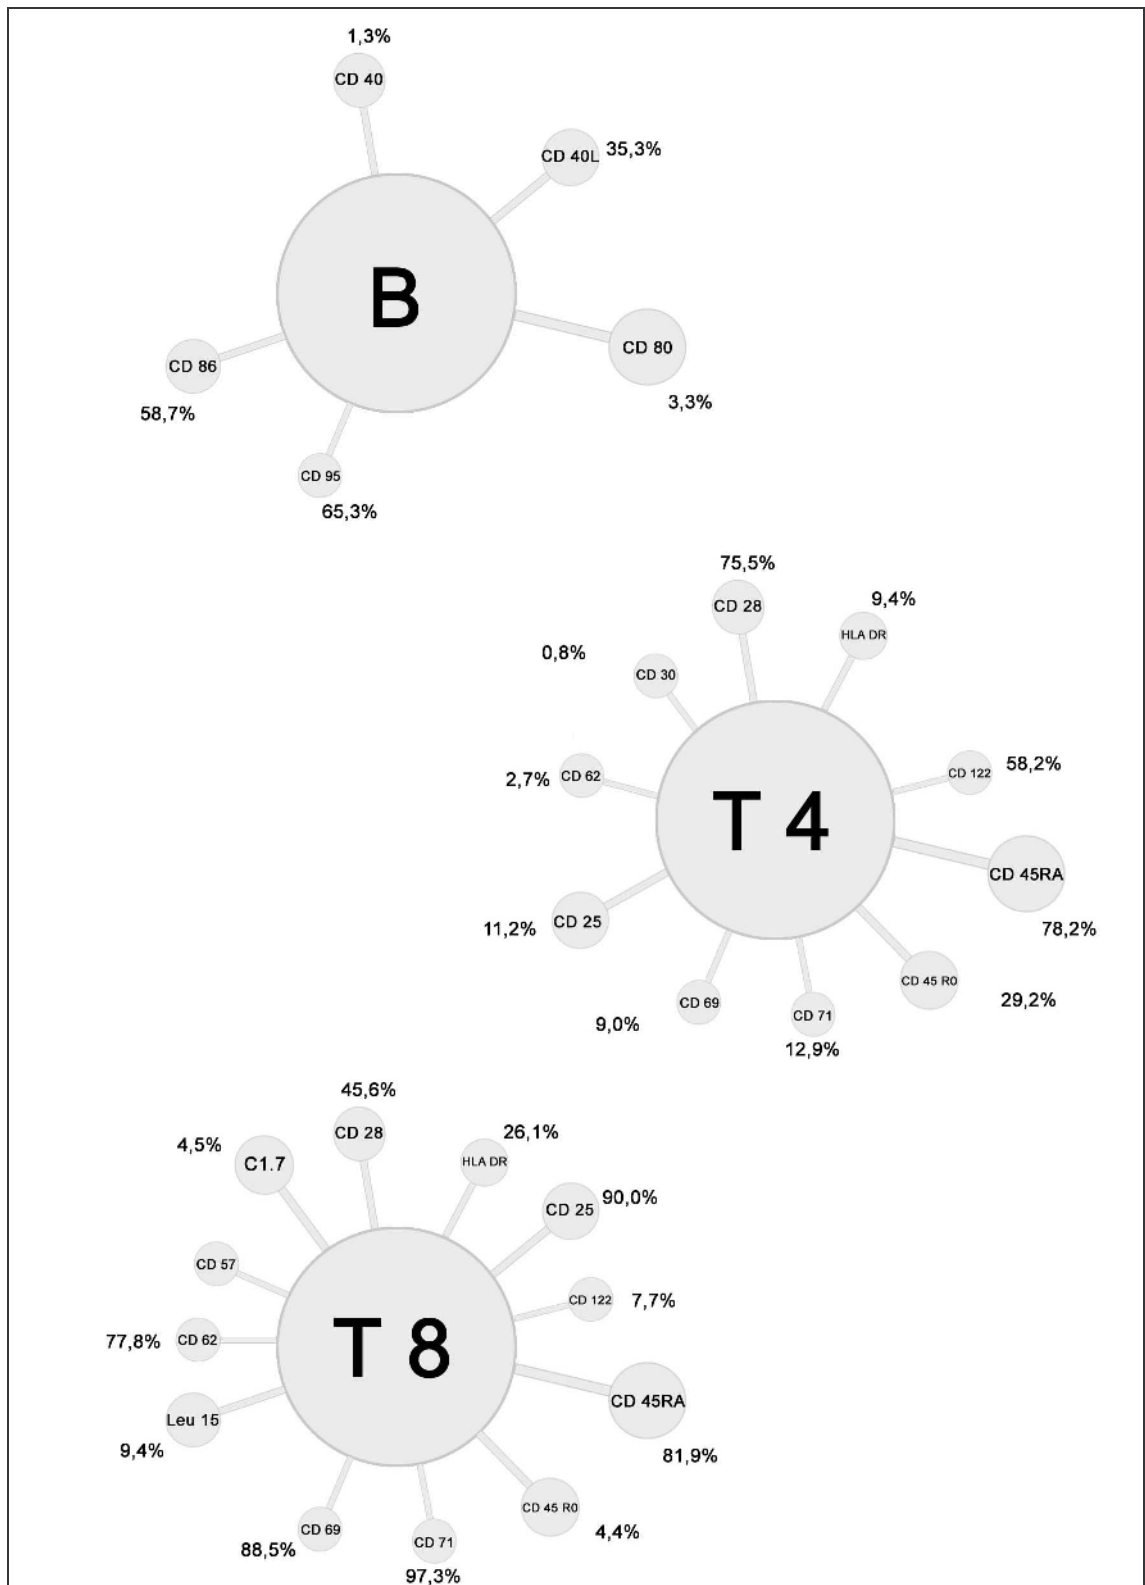 1,3%
CD 40
CD 40L 35,3%
B
CD 80
3,3%
CD 86
58,7%
CD 95
65,3%
75,5%
CD 28
9,4%
HLA DR
0,8%
CD 30
2,7% CD 62
CD 122 58,2%
T 4
CD 45RA
78,2%
CD 25
11,2%
CD 45 R0
29,2%
CD 69
9,0%
CD 71
12,9%
45,6%
CD 28
4,5%
C1.7
26,1%
HLA DR
90,0%
CD 25
CD 57
CD 122 7,7%
77,8% CD 62
T 8
CD 45RA
81,9%
Leu 15
9,4%
CD 45 R0
4,4%
CD 69
88,5%
CD 71
97,3%